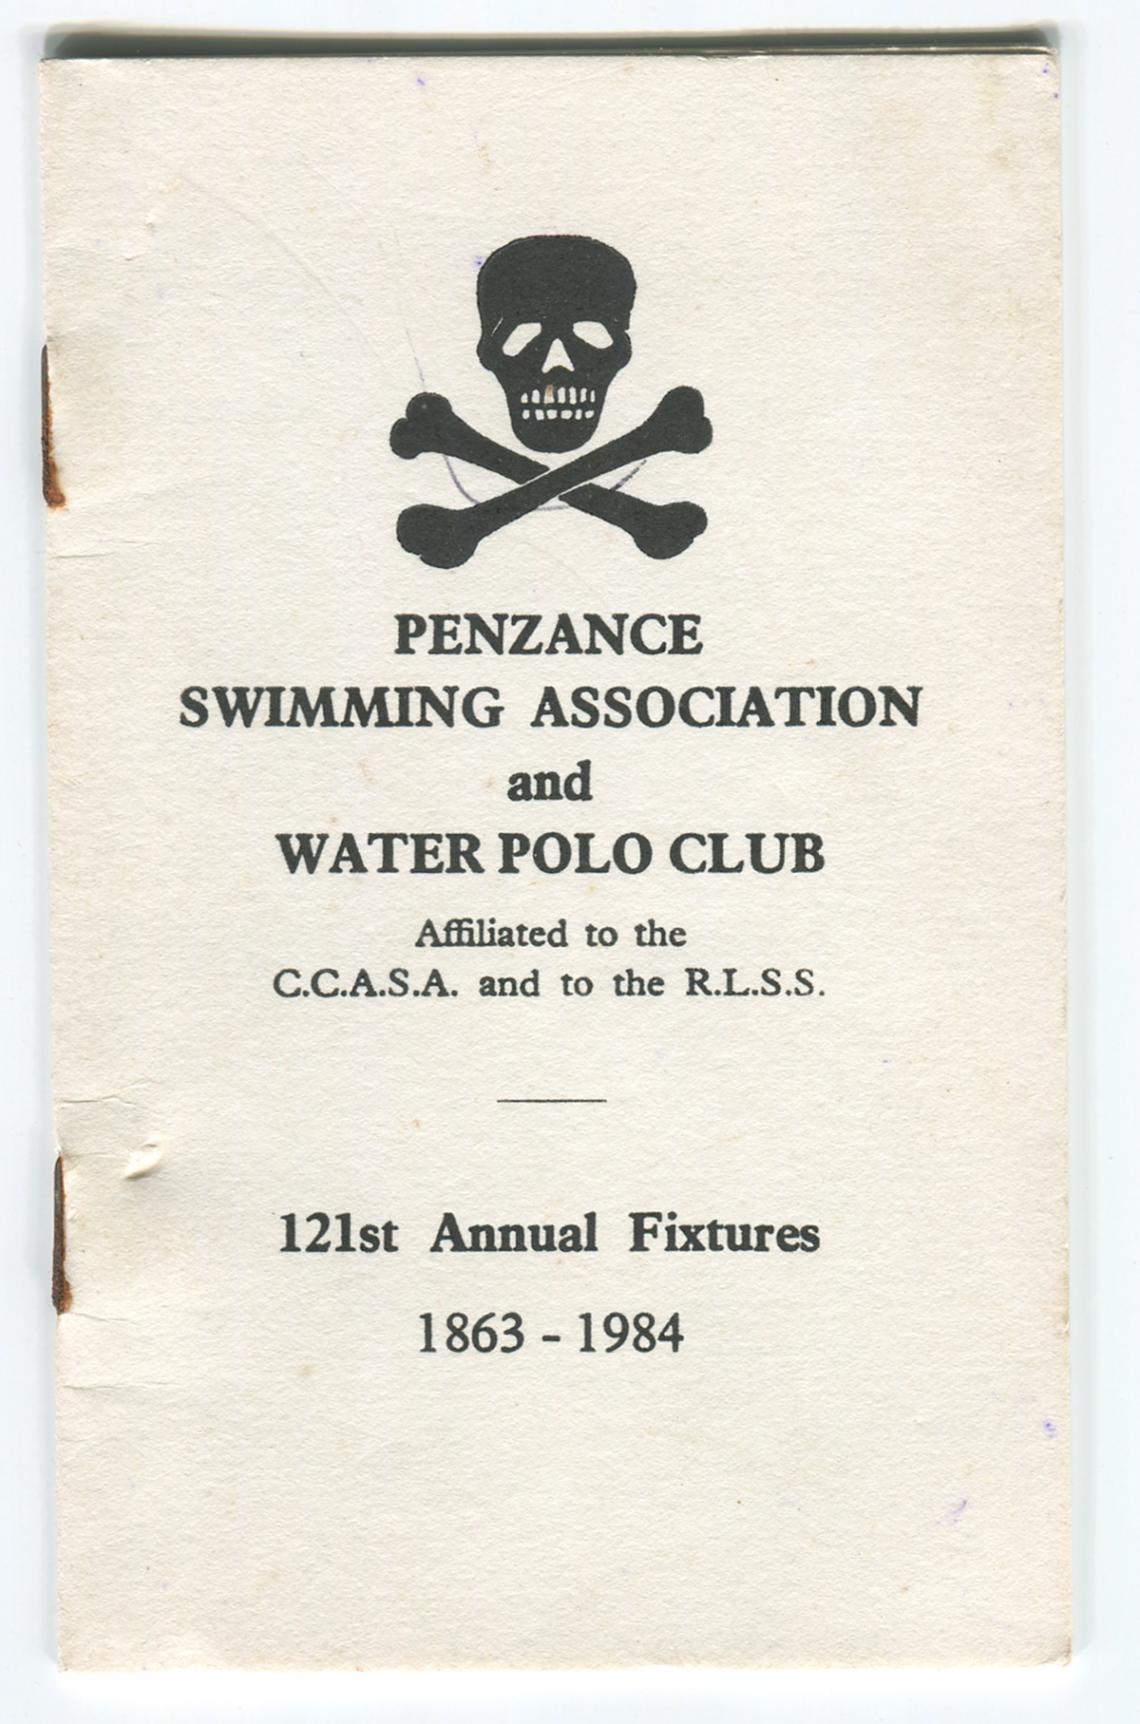 PENZANCE
SWIMMING ASSOCIATION
and
WATER POLO CLUB
Affiliated to the
C.C.A.S.A. and to the R.L.S.S.
121st Annual Fixtures
1863 - 1984